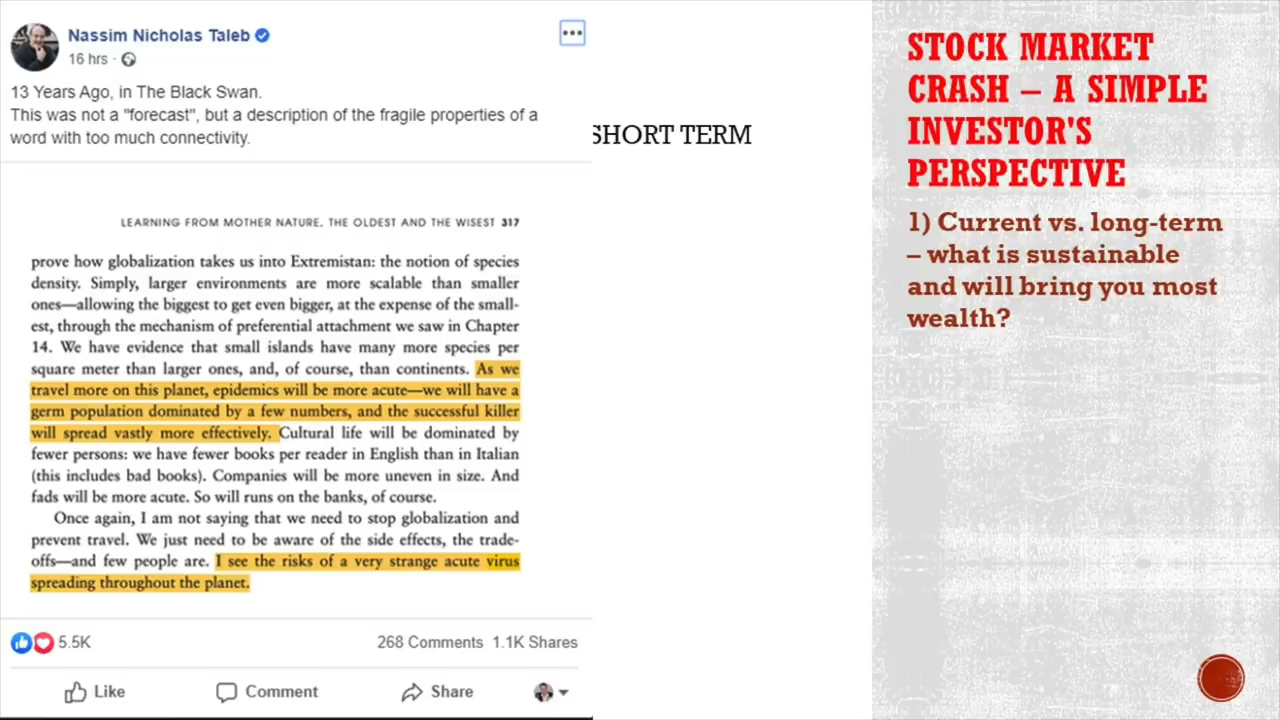 Nassim Nicholas Taleb
16 hrs ·
13 Years Ago, in The Black Swan.
This was not a "forecast", but a description of the fragile properties of a
word with too much connectivity.
LEARNING FROM MOTHER NATURE, THE OLDEST AND THE WISEST 317
prove how globalization takes us into Extremistan: the notion of species
density. Simply, larger environments are more scalable than smaller
ones—allowing the biggest to get even bigger, at the expense of the small-
est, through the mechanism of preferential attachment we saw in Chapter
14. We have evidence that small islands have many more species per
square meter than larger ones, and, of course, than continents. As we
travel more on this planet, epidemics will be more acute—we will have a
germ population dominated by a few numbers, and the successful killer
will spread vastly more effectively. Cultural life will be dominated by
fewer persons: we have fewer books per reader in English than in Italian
(this includes bad books). Companies will be more uneven in size. And
fads will be more acute. So will runs on the banks, of course.
Once again, I am not saying that we need to stop globalization and
prevent travel. We just need to be aware of the side effects, the trade-
offs—and few people are. I see the risks of a very strange acute virus
spreading throughout the planet.
5.5K
268 Comments 1.1K Shares
Like
Comment
Share
SHORT TERM
STOCK MARKET
CRASH – A SIMPLE
INVESTOR'S
PERSPECTIVE
1) Current vs. long-term
– what is sustainable
and will bring you most
wealth?